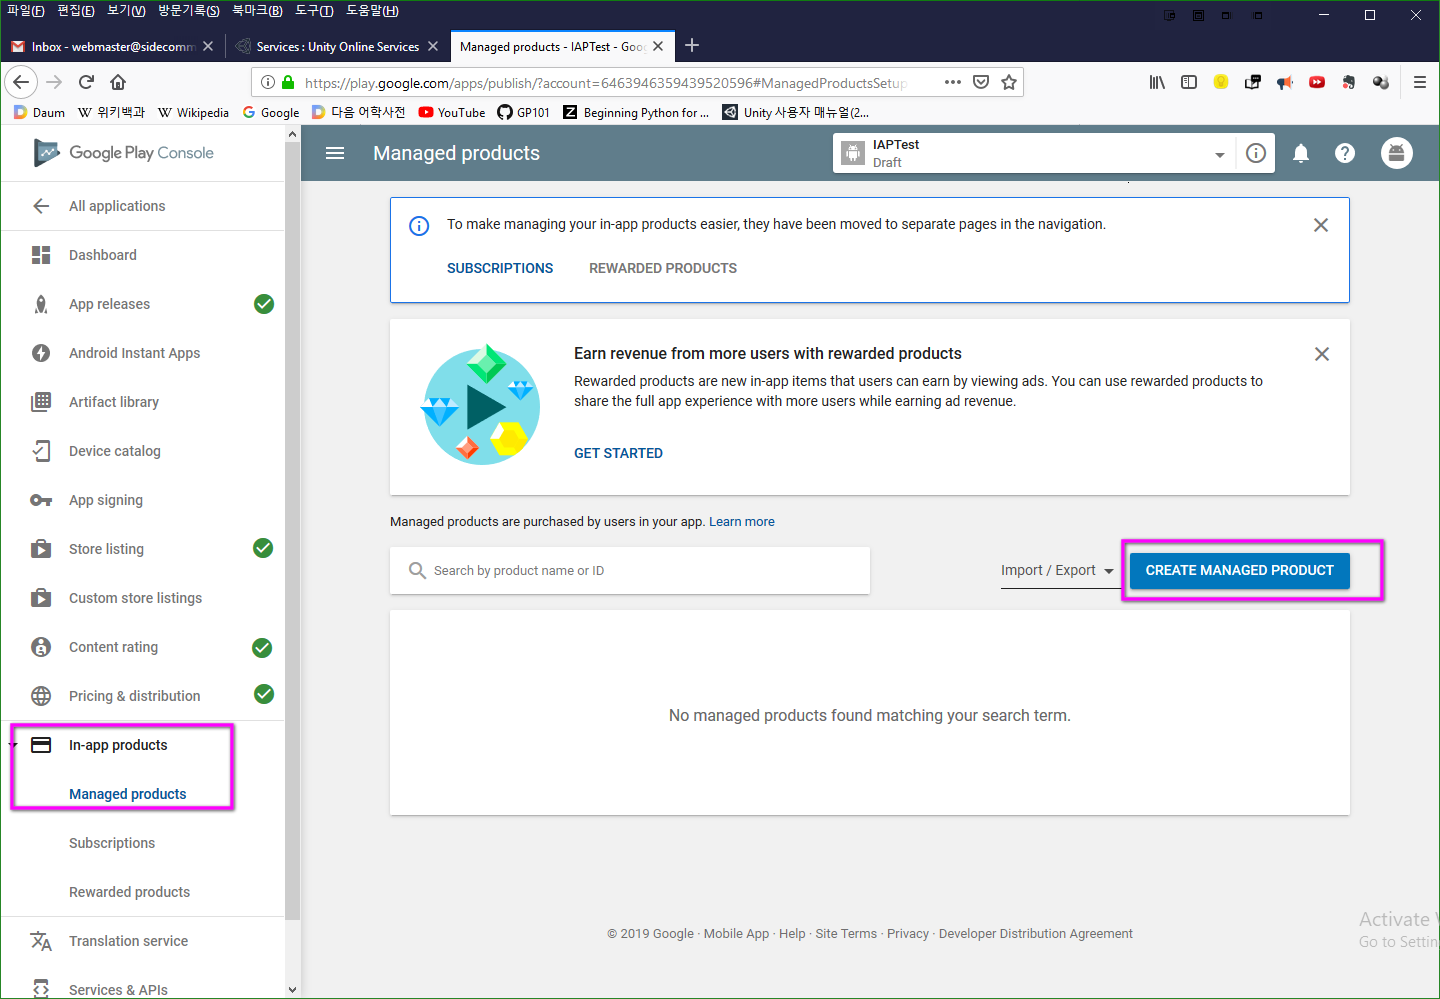 파일(F) 편집(E) 보기(V) 방문기록(S) 북마크(B) 도구(T) 도움말(H)
Inbox - webmaster@sidecomm
Services : Unity Online Services
Managed products - IAPTest - Goo
https://play.google.com/apps/publish/?account=6463946359439520596#ManagedProductsSetup
Daum
위키백과
Wikipedia
Google
다음 어학사전
YouTube
GP101
Beginning Python for ...
Unity 사용자 매뉴얼(2...
Google Play Console
All applications
Dashboard
App releases
Android Instant Apps
Artifact library
Device catalog
App signing
Store listing
Custom store listings
Content rating
Pricing & distribution
In-app products
Managed products
Subscriptions
Rewarded products
Translation service
Services & APIs
Managed products
IAPTest
Draft
To make managing your in-app products easier, they have been moved to separate pages in the navigation.
SUBSCRIPTIONS
REWARDED PRODUCTS
Earn revenue from more users with rewarded products
Rewarded products are new in-app items that users can earn by viewing ads. You can use rewarded products to
share the full app experience with more users while earning ad revenue.
GET STARTED
Managed products are purchased by users in your app. Learn more
Search by product name or ID
Import / Export
CREATE MANAGED PRODUCT
No managed products found matching your search term.
© 2019 Google · Mobile App · Help · Site Terms · Privacy · Developer Distribution Agreement
Activate W
Go to Settin